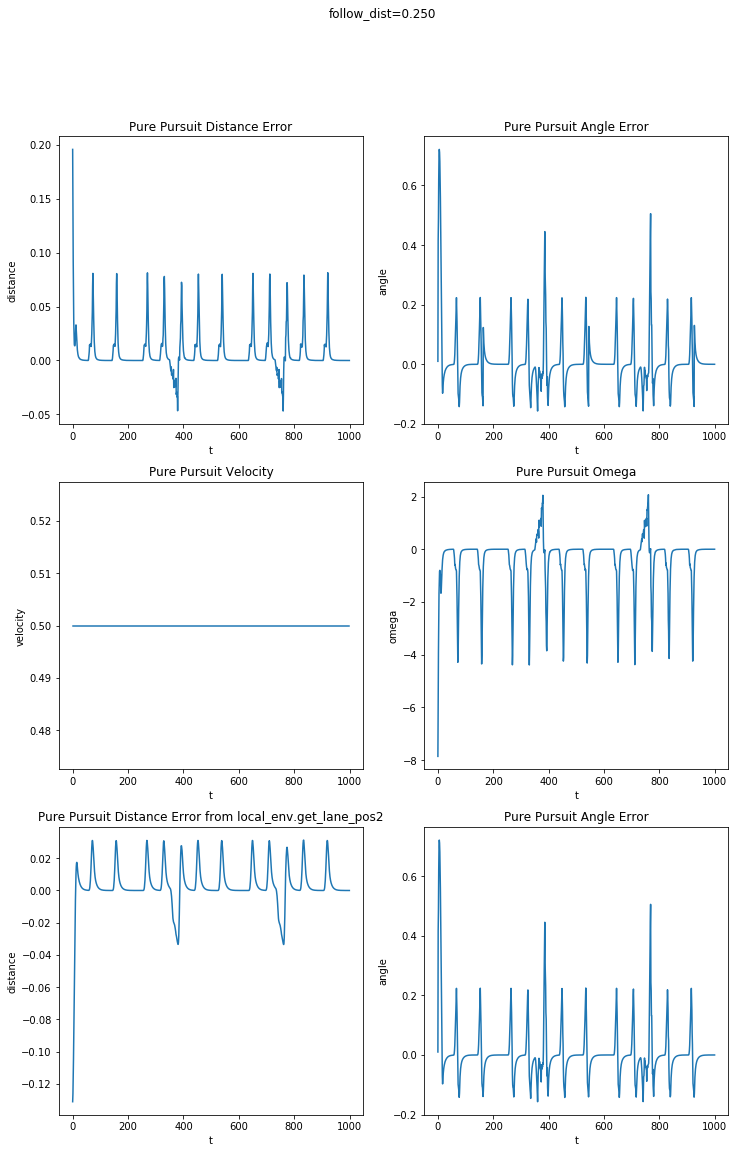 follow_dist=0.250
Pure Pursuit Distance Error
distance
0.20
0.15
0.10
0.05
0.00
−0.05
0 200 400 600 800 1000
t
Pure Pursuit Angle Error
angle
0.6
0.4
0.2
0.0
−0.2
0 200 400 600 800 1000
t
Pure Pursuit Velocity
velocity
0.52
0.51
0.50
0.49
0.48
0 200 400 600 800 1000
t
Pure Pursuit Omega
omega
2
0
−2
−4
−6
−8
0 200 400 600 800 1000
t
Pure Pursuit Distance Error from local_env.get_lane_pos2
distance
0.02
0.00
−0.02
−0.04
−0.06
−0.08
−0.10
−0.12
0 200 400 600 800 1000
t
Pure Pursuit Angle Error
angle
0.6
0.4
0.2
0.0
−0.2
0 200 400 600 800 1000
t